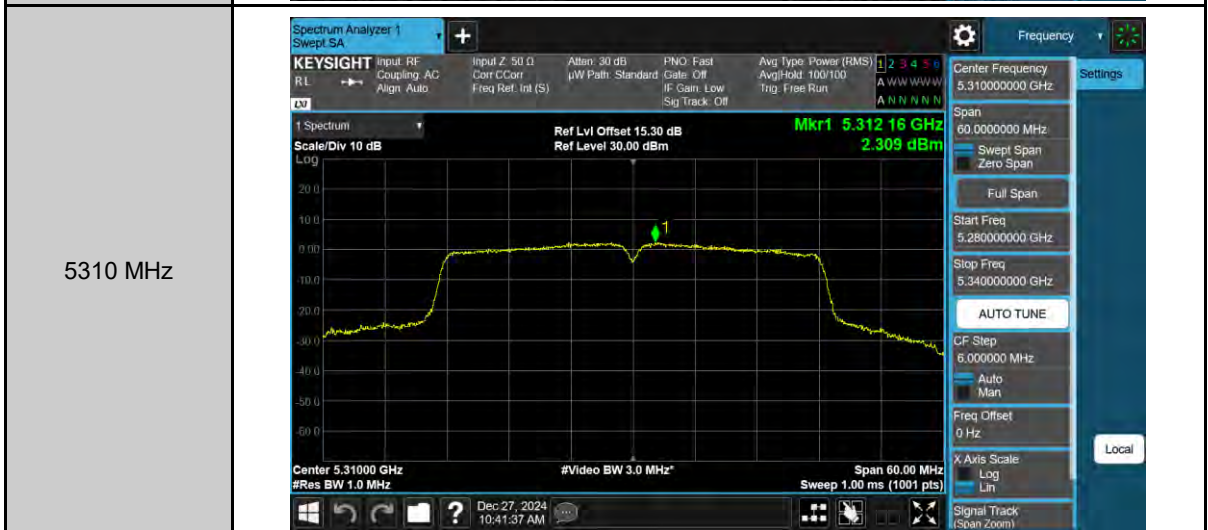 5310 MHz
Spectrum Analyzer 1
Swept SA
+
Frequency
KEYSIGHT
RL
LXI
Input: RF
Coupling: AC
Align: Auto
Input Z: 50 Ω
Corr CCorr
Freq Ref: Int (S)
Atten: 30 dB
µW Path: Standard
PNO: Fast
Gate: Off
IF Gain: Low
Sig Track: Off
Avg Type: Power (RMS)
Avg|Hold: 100/100
Trig: Free Run
1 2 3 4 5 6
A W W W W W
A N N N N N
1 Spectrum
Scale/Div 10 dB
Ref Lvl Offset 15.30 dB
Ref Level 30.00 dBm
Mkr1 5.312 16 GHz
2.309 dBm
Log
20.0
10.0
0.00
-10.0
-20.0
-30.0
-40.0
-50.0
-60.0
1
Center 5.31000 GHz
#Res BW 1.0 MHz
#Video BW 3.0 MHz*
Span 60.00 MHz
Sweep 1.00 ms (1001 pts)
?
Dec 27, 2024
10:41:37 AM
Center Frequency
5.310000000 GHz
Settings
Span
60.0000000 MHz
Swept Span
Zero Span
Full Span
Start Freq
5.280000000 GHz
Stop Freq
5.340000000 GHz
AUTO TUNE
CF Step
6.000000 MHz
Auto
Man
Freq Offset
0 Hz
X Axis Scale
Log
Lin
Local
Signal Track
(Span Zoom)